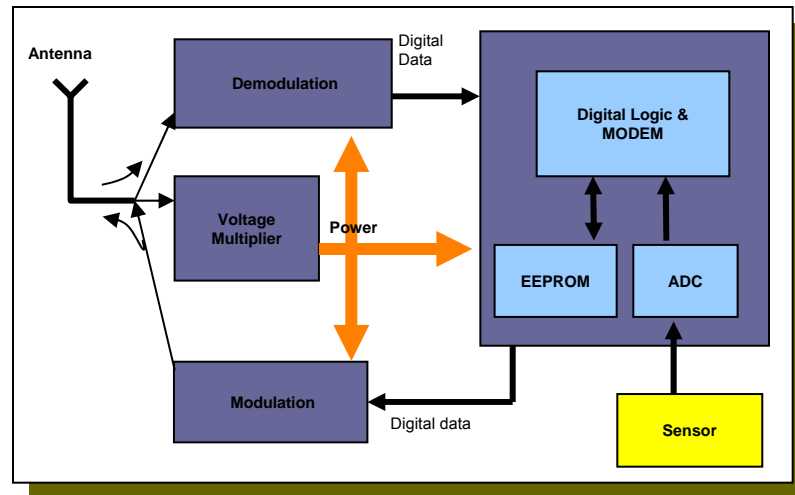 Antenna
Demodulation
Digital
Data
Digital Logic &
MODEM
Voltage
Multiplier
Power
EEPROM
ADC
Modulation
Digital data
Sensor